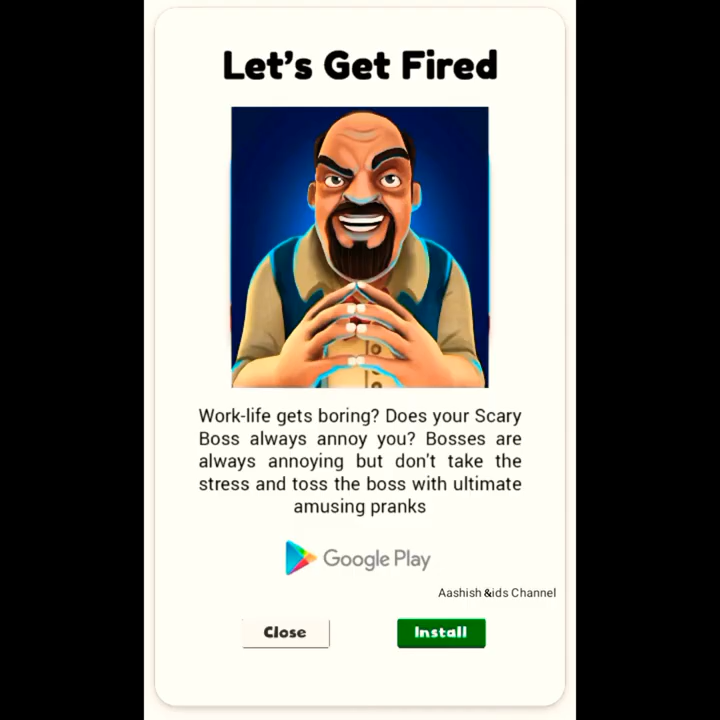 Let's Get Fired
Work-life gets boring? Does your Scary
Boss always annoy you? Bosses are
always annoying but don't take the
stress and toss the boss with ultimate
amusing pranks
Google Play
Aashish &ids Channel
Close
Install